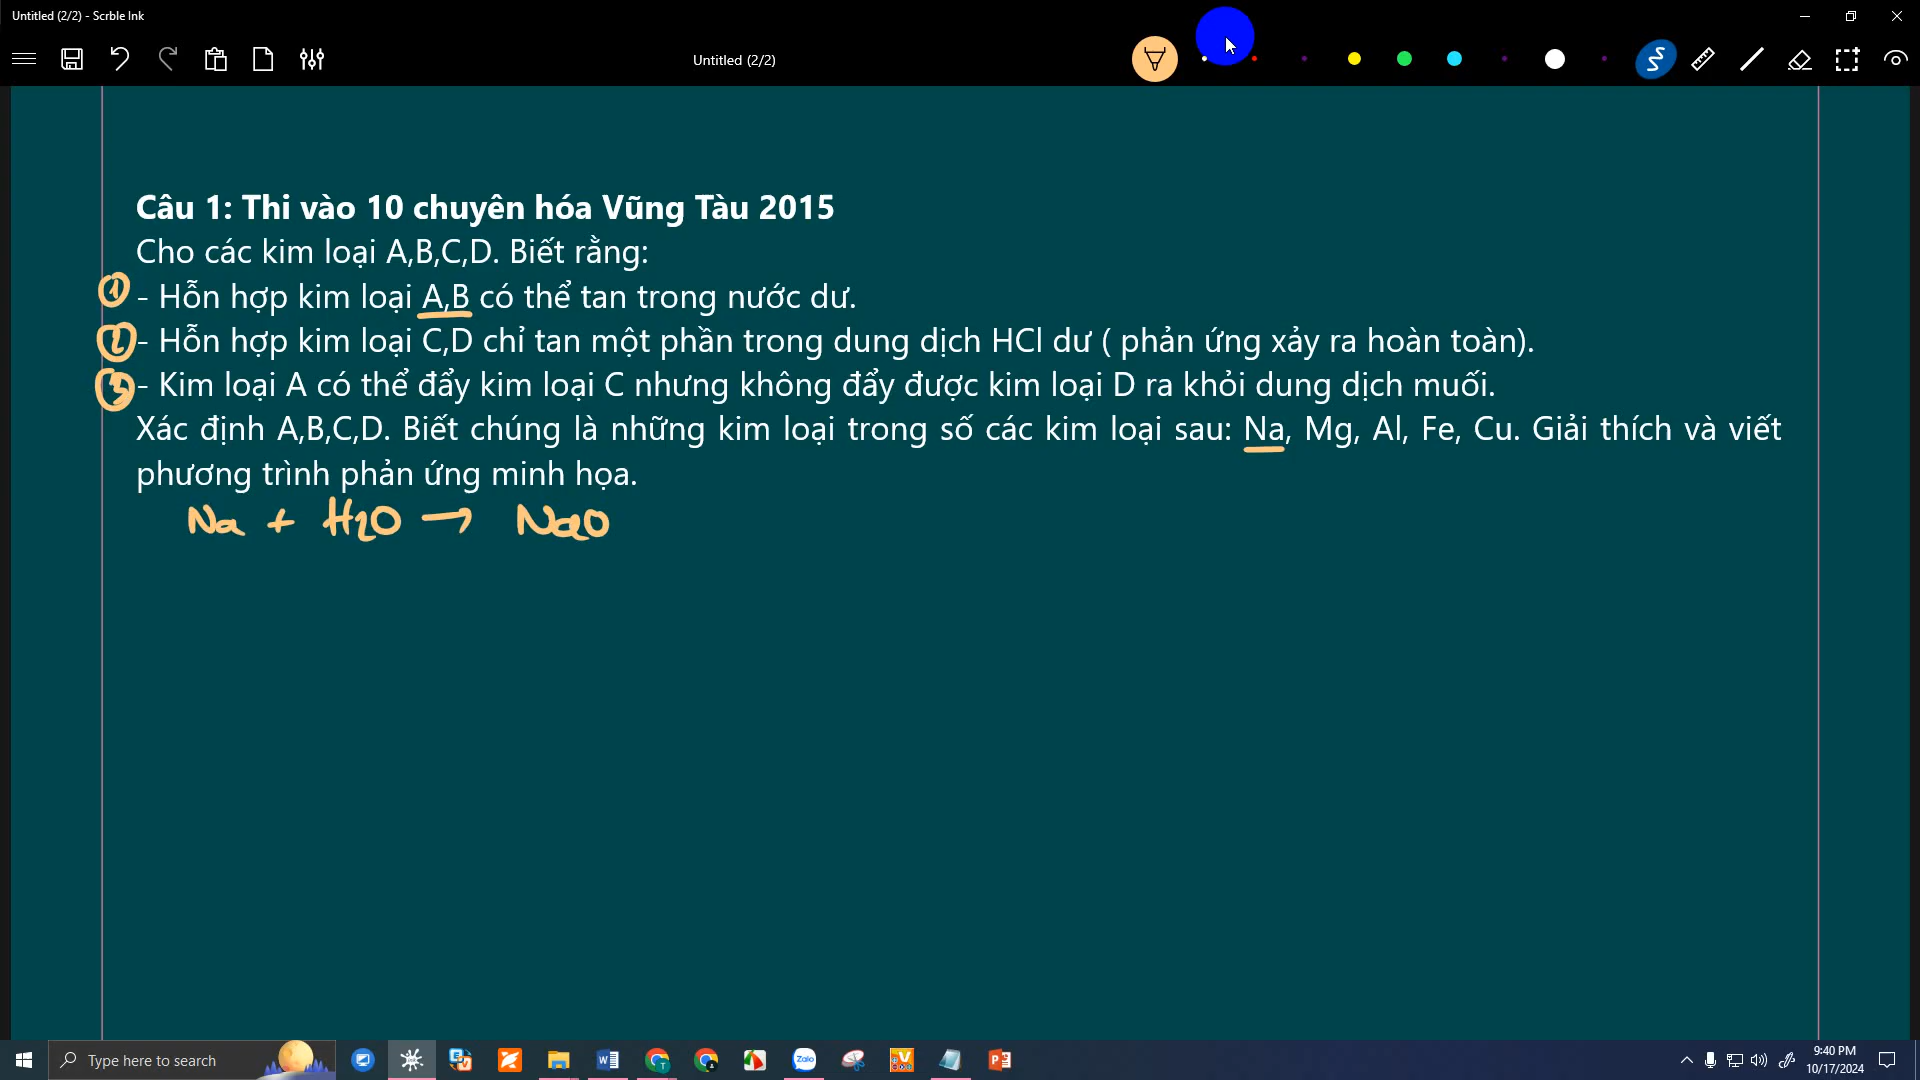 Untitled (2/2) - Scrble Ink
Untitled (2/2)
Câu 1: Thi vào 10 chuyên hóa Vũng Tàu 2015
Cho các kim loại A,B,C,D. Biết rằng:
① - Hỗn hợp kim loại A,B có thể tan trong nước dư.
② - Hỗn hợp kim loại C,D chỉ tan một phần trong dung dịch HCl dư ( phản ứng xảy ra hoàn toàn).
③ - Kim loại A có thể đẩy kim loại C nhưng không đẩy được kim loại D ra khỏi dung dịch muối.
Xác định A,B,C,D. Biết chúng là những kim loại trong số các kim loại sau: Na, Mg, Al, Fe, Cu. Giải thích và viết
phương trình phản ứng minh họa.
Na + H2O → NaO
Type here to search
Zalo
9:40 PM
10/17/2024